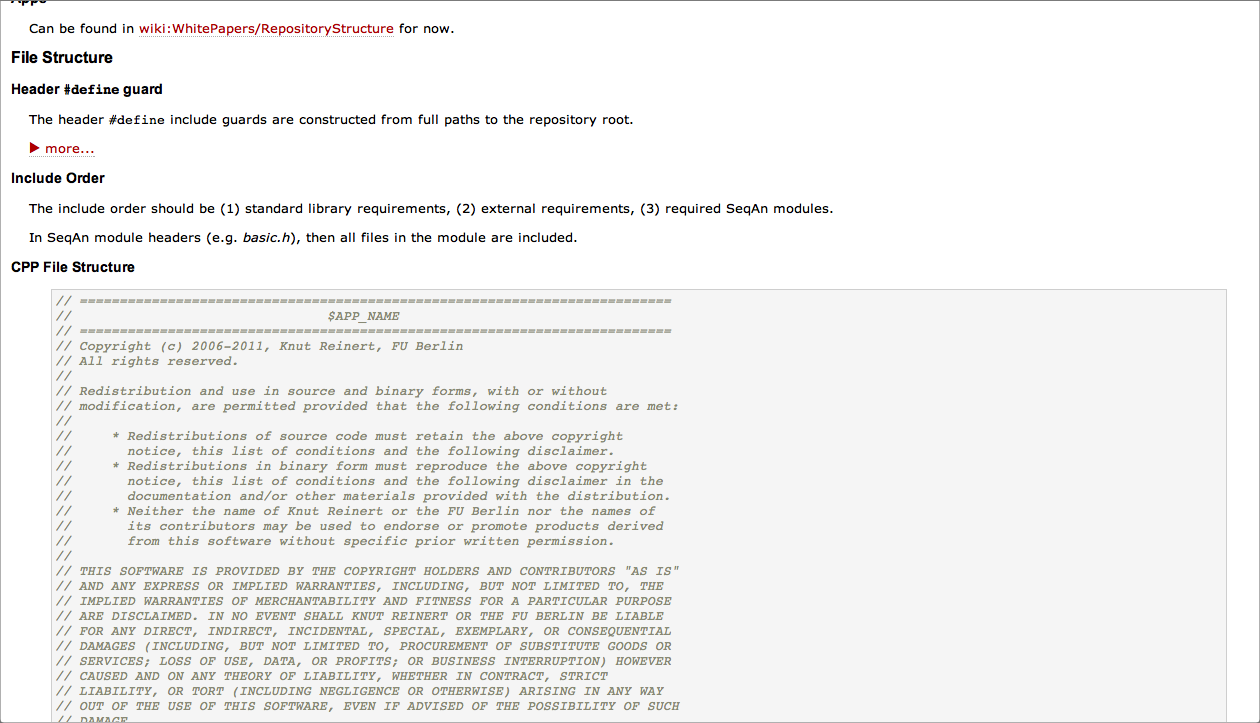 Apps
Can be found in wiki:WhitePapers/RepositoryStructure for now.
File Structure
Header #define guard
The header #define include guards are constructed from full paths to the repository root.
▶ more...
Include Order
The include order should be (1) standard library requirements, (2) external requirements, (3) required SeqAn modules.
In SeqAn module headers (e.g. basic.h), then all files in the module are included.
CPP File Structure
// ==========================================================================
//                                $APP_NAME
// ==========================================================================
// Copyright (c) 2006-2011, Knut Reinert, FU Berlin
// All rights reserved.
//
// Redistribution and use in source and binary forms, with or without
// modification, are permitted provided that the following conditions are met:
//
//     * Redistributions of source code must retain the above copyright
//       notice, this list of conditions and the following disclaimer.
//     * Redistributions in binary form must reproduce the above copyright
//       notice, this list of conditions and the following disclaimer in the
//       documentation and/or other materials provided with the distribution.
//     * Neither the name of Knut Reinert or the FU Berlin nor the names of
//       its contributors may be used to endorse or promote products derived
//       from this software without specific prior written permission.
//
// THIS SOFTWARE IS PROVIDED BY THE COPYRIGHT HOLDERS AND CONTRIBUTORS "AS IS"
// AND ANY EXPRESS OR IMPLIED WARRANTIES, INCLUDING, BUT NOT LIMITED TO, THE
// IMPLIED WARRANTIES OF MERCHANTABILITY AND FITNESS FOR A PARTICULAR PURPOSE
// ARE DISCLAIMED. IN NO EVENT SHALL KNUT REINERT OR THE FU BERLIN BE LIABLE
// FOR ANY DIRECT, INDIRECT, INCIDENTAL, SPECIAL, EXEMPLARY, OR CONSEQUENTIAL
// DAMAGES (INCLUDING, BUT NOT LIMITED TO, PROCUREMENT OF SUBSTITUTE GOODS OR
// SERVICES; LOSS OF USE, DATA, OR PROFITS; OR BUSINESS INTERRUPTION) HOWEVER
// CAUSED AND ON ANY THEORY OF LIABILITY, WHETHER IN CONTRACT, STRICT
// LIABILITY, OR TORT (INCLUDING NEGLIGENCE OR OTHERWISE) ARISING IN ANY WAY
// OUT OF THE USE OF THIS SOFTWARE, EVEN IF ADVISED OF THE POSSIBILITY OF SUCH
// DAMAGE